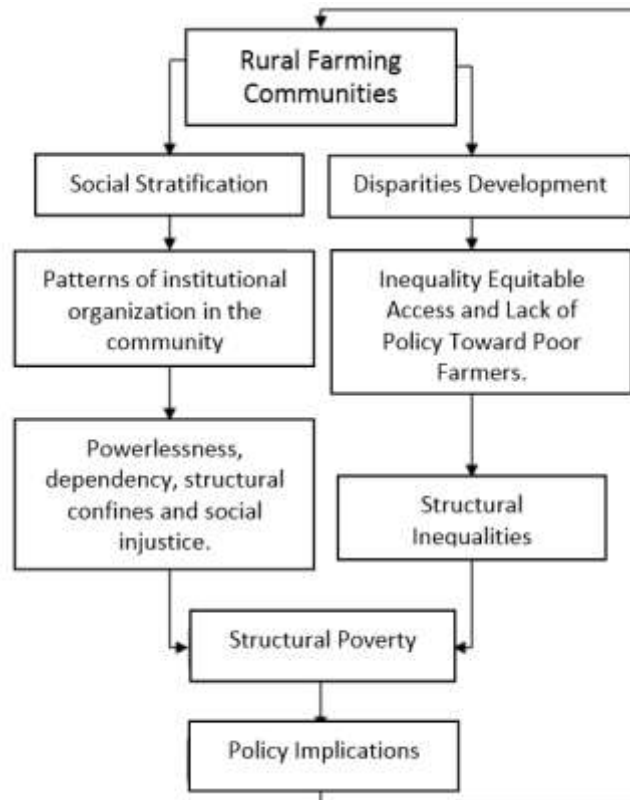 Rural Farming
Communities
Social Stratification
Disparities Development
Patterns of institutional
organization in the
community
Inequality Equitable
Access and Lack of
Policy Toward Poor
Farmers.
Powerlessness,
dependency, structural
confines and social
injustice.
Structural
Inequalities
Structural Poverty
Policy Implications